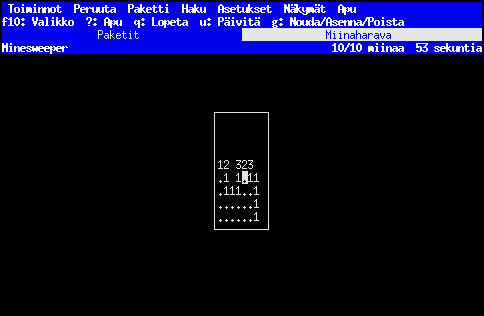 Toiminnot Peruuta Paketti Haku Asetukset Näkymät Apu
f10: Valikko ?: Apu q: Lopeta u: Päivitä g: Nouda/Asenna/Poista
Paketit Miinaharava
Minesweeper 10/10 miinaa 53 sekuntia
12 323
.1 1.11
.111..1
......1
......1